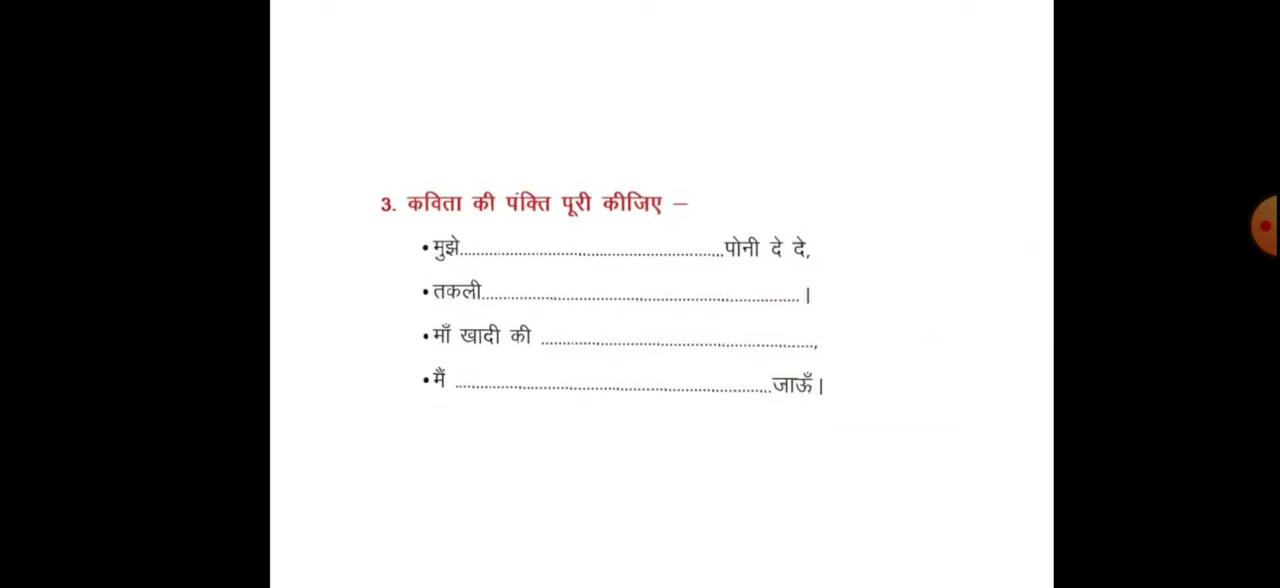 3. कविता की पंक्ति पूरी कीजिए –
• मुझे......................................................पोनी दे दे,
• तकली.................................................................।
• माँ खादी की ........................................................,
• मैं .................................................................जाऊँ।